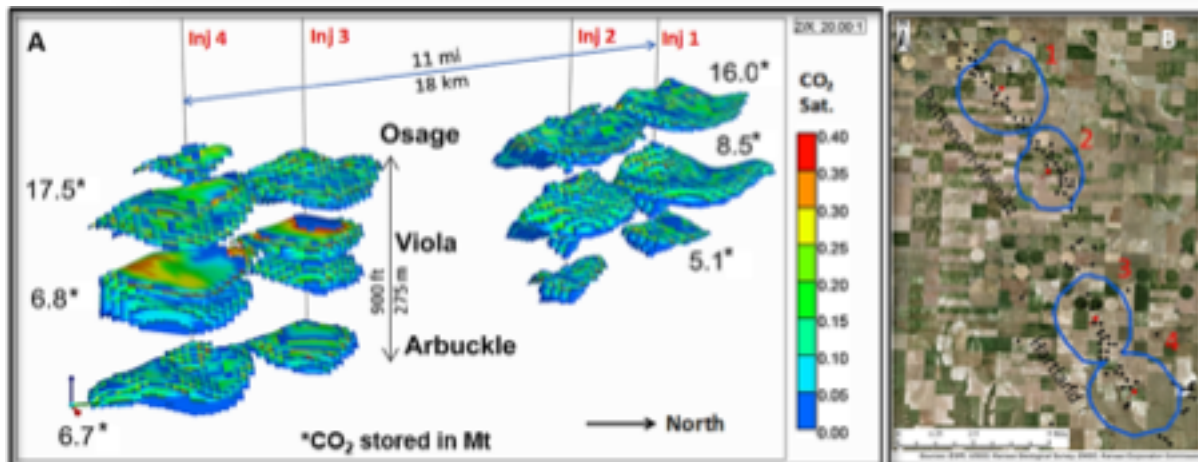 A
Inj 4
Inj 3
Inj 2
Inj 1
Z/X 20.00:1
11 mi
18 km
CO₂
Sat.
16.0*
Osage
8.5*
17.5*
Viola
900 ft
275 m
5.1*
6.8*
Arbuckle
6.7*
*CO₂ stored in Mt
North
0.40
0.35
0.30
0.25
0.20
0.15
0.10
0.05
0.00
B
1
2
3
4